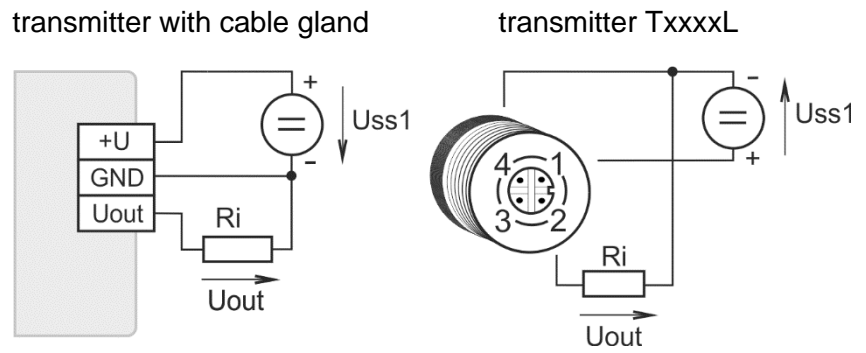 transmitter with cable gland
transmitter TxxxxL
+
Uss1
-
+U
GND
Uout
Ri
Uout
-
Uss1
+
4 1
3 2
Ri
Uout